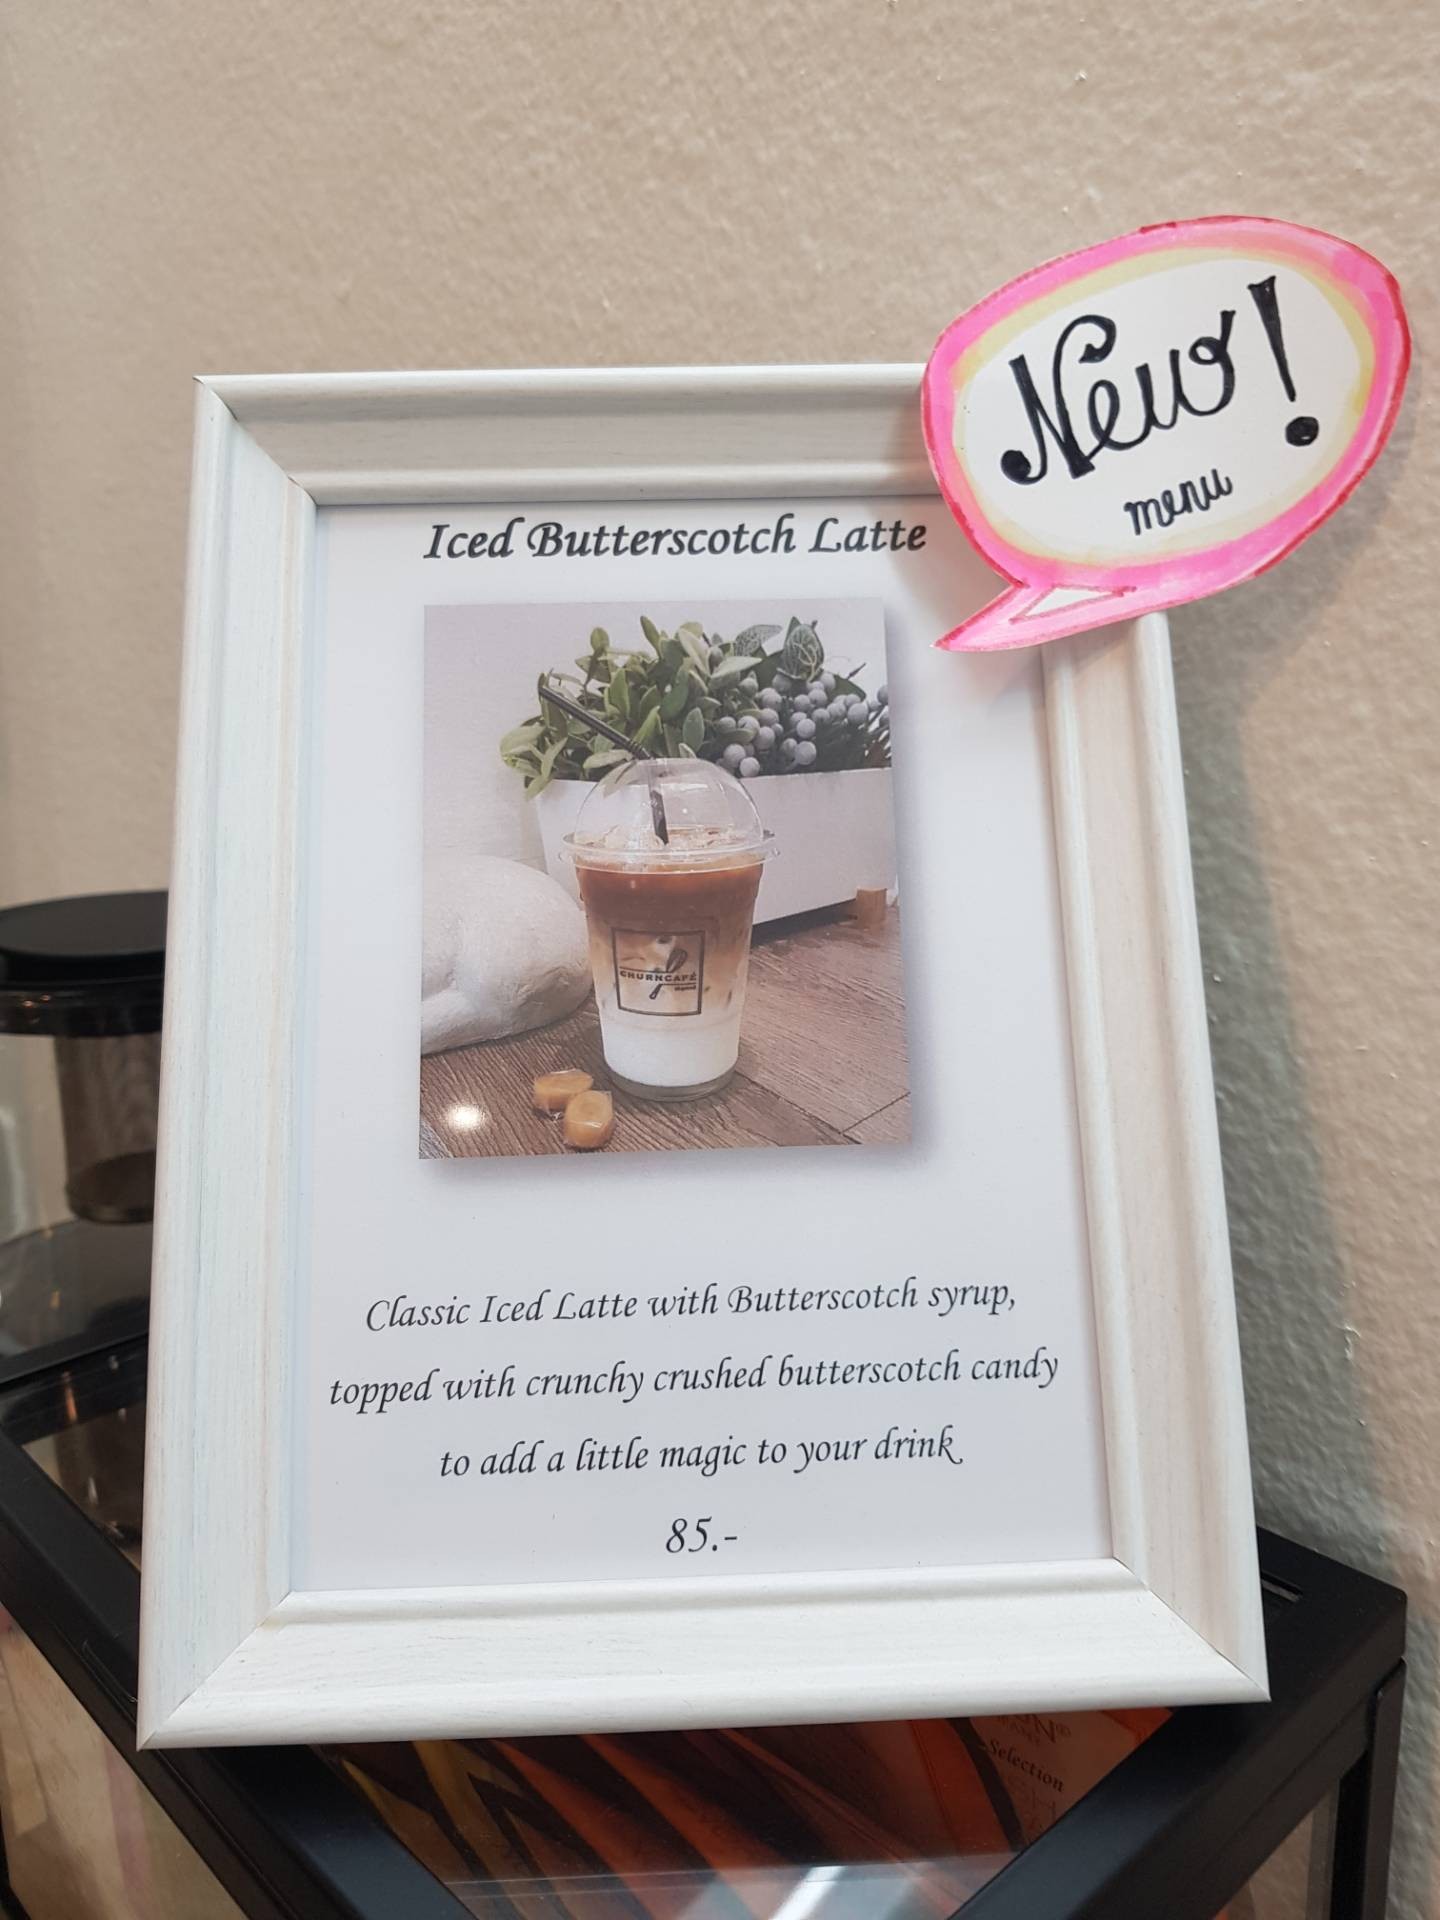 New!
menu
Iced Butterscotch Latte
CHURNCAFÉ
Classic Iced Latte with Butterscotch syrup,
topped with crunchy crushed butterscotch candy
to add a little magic to your drink.
85.-
Selection